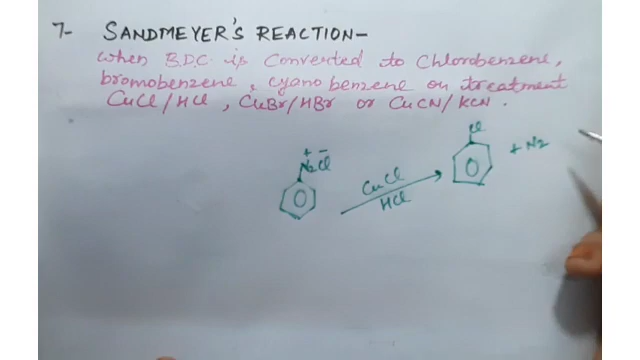 7- SANDMEYER'S REACTION-
When B.D.C. is converted to chlorobenzene,
bromobenzene, cyanobenzene on treatment
CuCl/HCl, CuBr/HBr or CuCN/KCN.
Cl
+ N2
+ -
N2Cl
CuCl
HCl